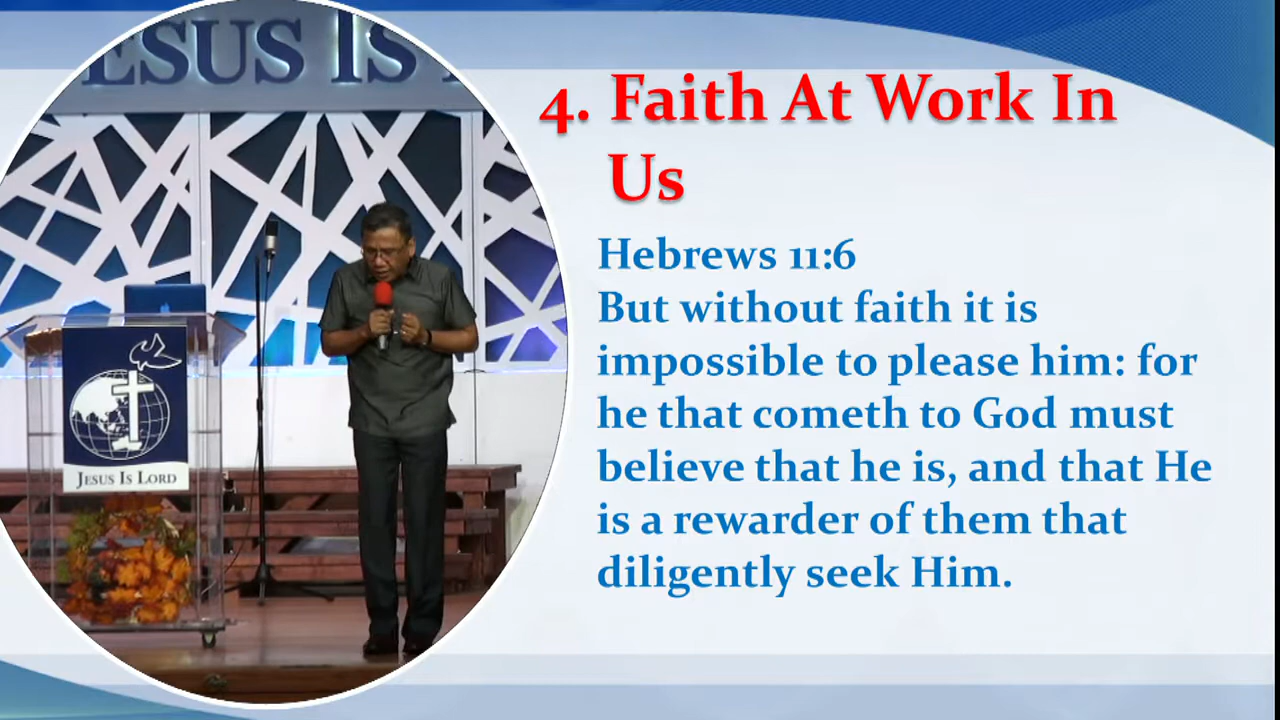 ESUS IS
JESUS IS LORD
4. Faith At Work In
Us
Hebrews 11:6
But without faith it is
impossible to please him: for
he that cometh to God must
believe that he is, and that He
is a rewarder of them that
diligently seek Him.